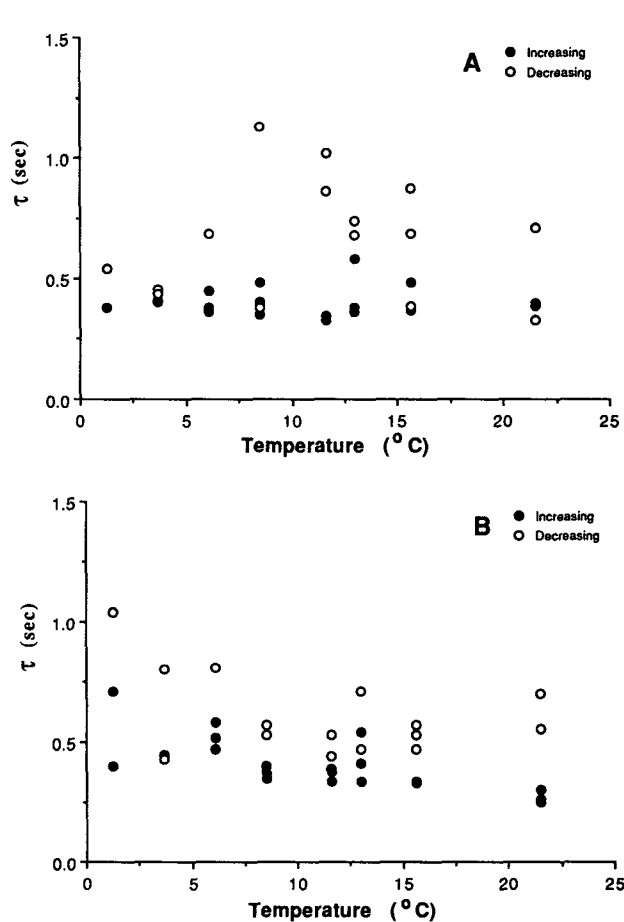 1.5
A
Increasing
Decreasing
1.0
τ (sec)
0.5
0.0
0 5 10 15 20 25
Temperature (°C)
1.5
B
Increasing
Decreasing
1.0
τ (sec)
0.5
0.0
0 5 10 15 20 25
Temperature (°C)